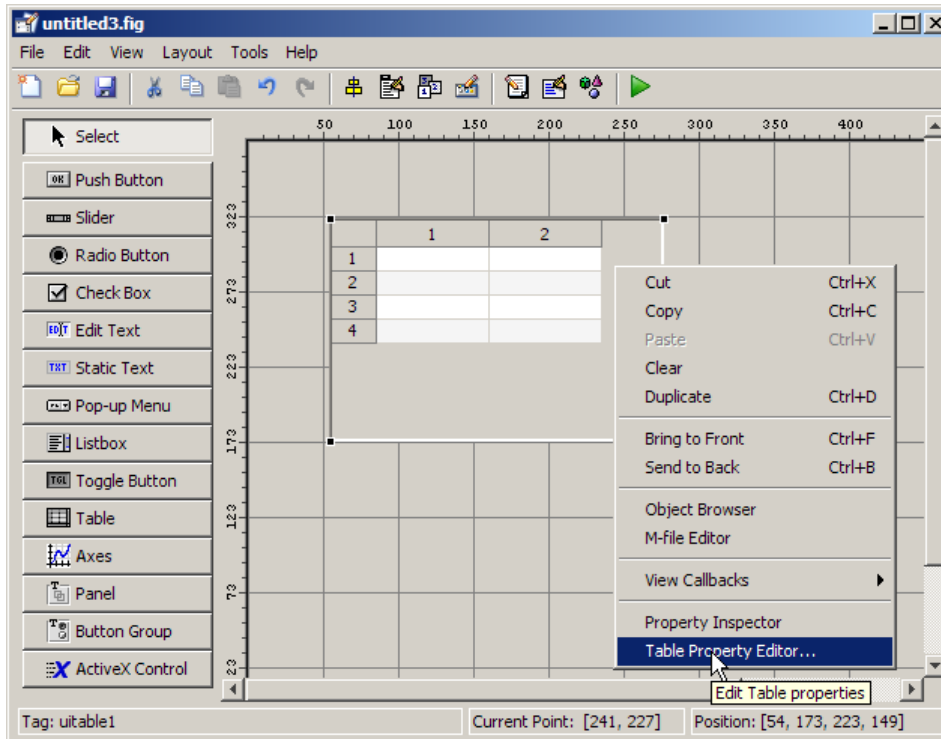 untitled3.fig
File Edit View Layout Tools Help
Select
OK Push Button
Slider
Radio Button
Check Box
EDIT Edit Text
TXT Static Text
Pop-up Menu
Listbox
TGL Toggle Button
Table
Axes
Panel
Button Group
ActiveX Control
50 100 150 200 250 300 350 400
323
273
223
173
123
73
23
1 2
1
2
3
4
Cut Ctrl+X
Copy Ctrl+C
Paste Ctrl+V
Clear
Duplicate Ctrl+D
Bring to Front Ctrl+F
Send to Back Ctrl+B
Object Browser
M-file Editor
View Callbacks
Property Inspector
Table Property Editor...
Edit Table properties
Tag: uitable1 Current Point: [241, 227] Position: [54, 173, 223, 149]